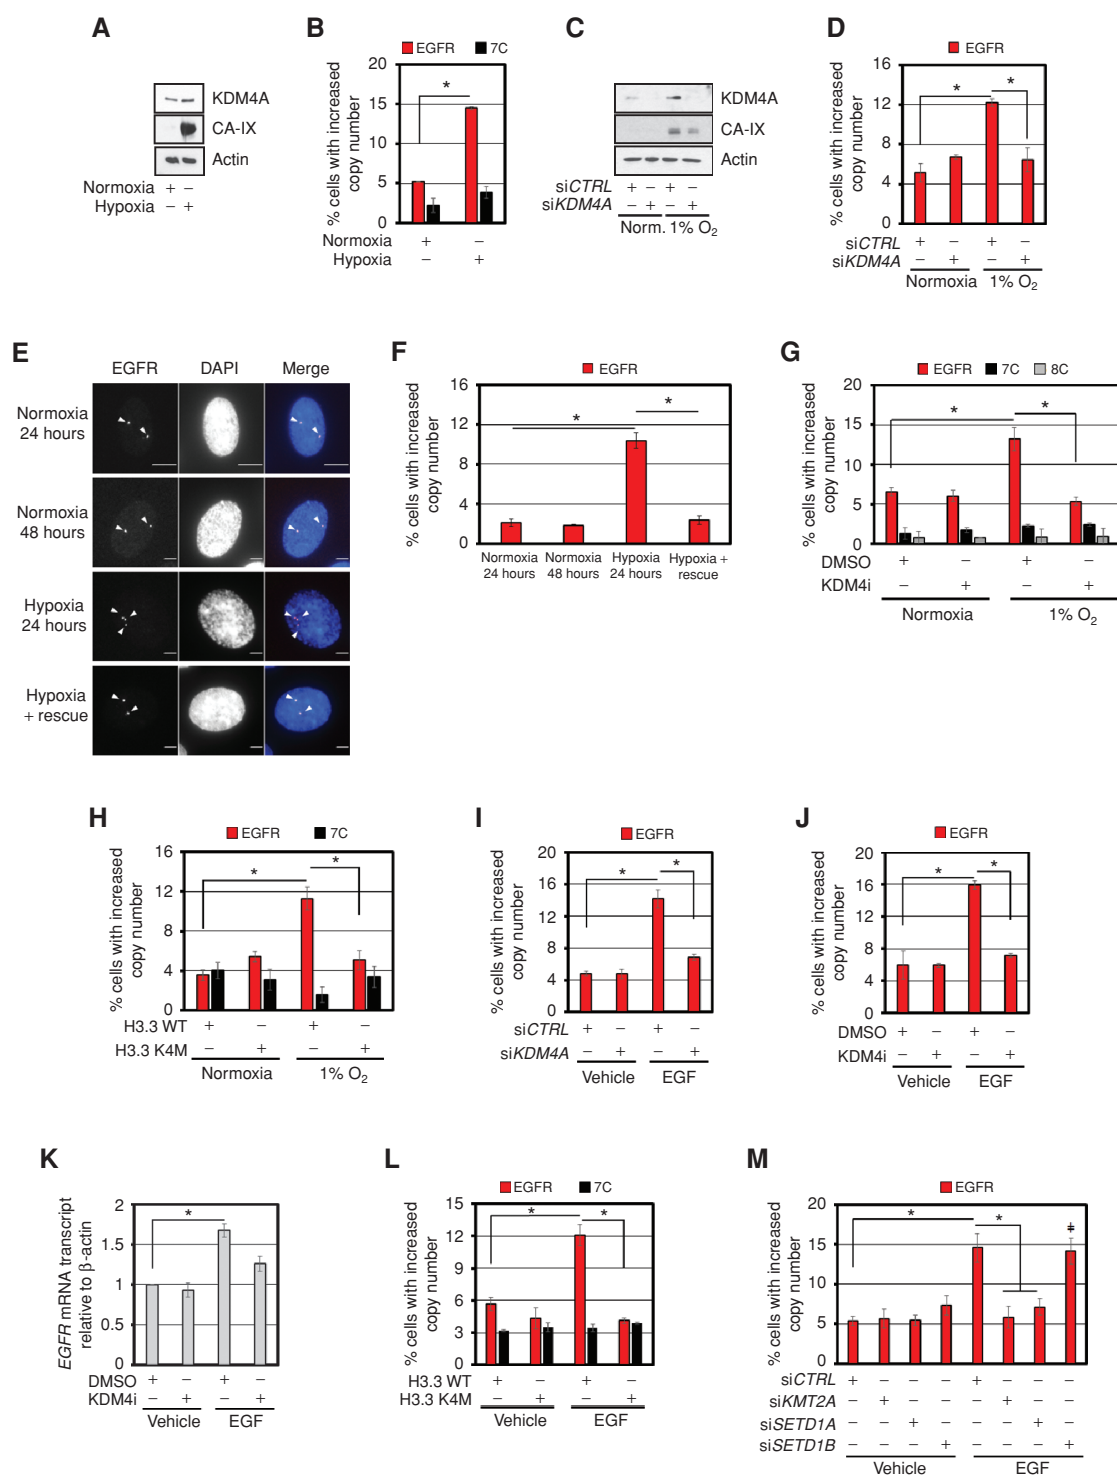 A
KDM4A
CA-IX
Actin
Normoxia + –
Hypoxia – +
B
EGFR 7C
% cells with increased
copy number
20
15
10
5
0
*
Normoxia + –
Hypoxia – +
C
KDM4A
CA-IX
Actin
siCTRL + – + –
siKDM4A – + – +
Norm. 1% O2
D
EGFR
% cells with increased
copy number
16
12
8
4
0
* *
siCTRL + – + –
siKDM4A – + – +
Normoxia 1% O2
E
EGFR DAPI Merge
Normoxia
24 hours
Normoxia
48 hours
Hypoxia
24 hours
Hypoxia
+ rescue
F
EGFR
% cells with increased
copy number
16
12
8
4
0
* *
Normoxia Normoxia Hypoxia Hypoxia +
24 hours 48 hours 24 hours rescue
G
EGFR 7C 8C
% cells with increased
copy number
20
15
10
5
0
* *
DMSO + – + –
KDM4i – + – +
Normoxia 1% O2
H
EGFR 7C
% cells with increased
copy number
16
12
8
4
0
* *
H3.3 WT + – + –
H3.3 K4M – + – +
Normoxia 1% O2
I
EGFR
% cells with increased
copy number
20
16
12
8
4
0
* *
siCTRL + – + –
siKDM4A – + – +
Vehicle EGF
J
EGFR
% cells with increased
copy number
20
16
12
8
4
0
* *
DMSO + – + –
KDM4i – + – +
Vehicle EGF
K
EGFR mRNA transcript
relative to β-actin
2
1.5
1
0.5
0
*
DMSO + – + –
KDM4i – + – +
Vehicle EGF
L
EGFR 7C
% cells with increased
copy number
15
12
9
6
3
0
* *
H3.3 WT + – + –
H3.3 K4M – + – +
Vehicle EGF
M
EGFR
% cells with increased
copy number
20
15
10
5
0
* * ‡
siCTRL + – – – + – – –
siKMT2A – + – – – + – –
siSETD1A – – + – – – + –
siSETD1B – – – + – – – +
Vehicle EGF